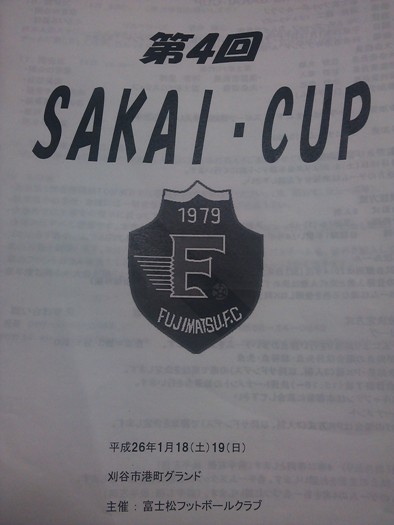 第4回
SAKAI・CUP
1979
F
FUJIMATSU.F.C
平成26年1月18(土)19(日)
刈谷市港町グランド
主催：富士松フットボールクラブ